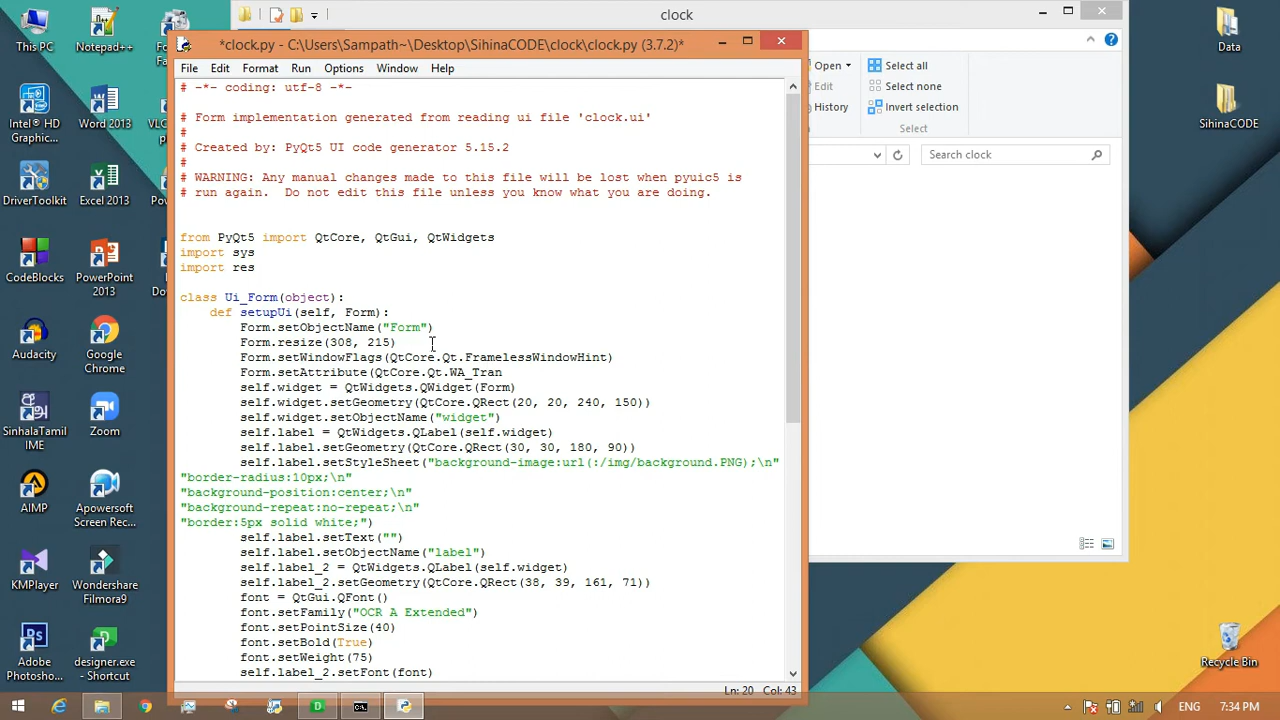 clock
*clock.py - C:\Users\Sampath~\Desktop\SihinaCODE\clock\clock.py (3.7.2)*
File Edit Format Run Options Window Help
# -*- coding: utf-8 -*-
# Form implementation generated from reading ui file 'clock.ui'
#
# Created by: PyQt5 UI code generator 5.15.2
#
# WARNING: Any manual changes made to this file will be lost when pyuic5 is
# run again.  Do not edit this file unless you know what you are doing.
from PyQt5 import QtCore, QtGui, QtWidgets
import sys
import res
class Ui_Form(object):
    def setupUi(self, Form):
        Form.setObjectName("Form")
        Form.resize(308, 215)
        Form.setWindowFlags(QtCore.Qt.FramelessWindowHint)
        Form.setAttribute(QtCore.Qt.WA_Tran
        self.widget = QtWidgets.QWidget(Form)
        self.widget.setGeometry(QtCore.QRect(20, 20, 240, 150))
        self.widget.setObjectName("widget")
        self.label = QtWidgets.QLabel(self.widget)
        self.label.setGeometry(QtCore.QRect(30, 30, 180, 90))
        self.label.setStyleSheet("background-image:url(:/img/background.PNG);\n"
"border-radius:10px;\n"
"background-position:center;\n"
"background-repeat:no-repeat;\n"
"border:5px solid white;")
        self.label.setText("")
        self.label.setObjectName("label")
        self.label_2 = QtWidgets.QLabel(self.widget)
        self.label_2.setGeometry(QtCore.QRect(38, 39, 161, 71))
        font = QtGui.QFont()
        font.setFamily("OCR A Extended")
        font.setPointSize(40)
        font.setBold(True)
        font.setWeight(75)
        self.label_2.setFont(font)
Ln: 20 Col: 43
Open
Edit
History
Select all
Select none
Invert selection
Select
Search clock
This PC
Notepad++
Intel® HD
Graphic...
Word 2013
DriverToolkit
Excel 2013
CodeBlocks
PowerPoint
2013
Audacity
Google
Chrome
SinhalaTamil
IME
Zoom
AIMP
Apowersoft
Screen Rec...
KMPlayer
Wondershare
Filmora9
Adobe
Photosho...
designer.exe
- Shortcut
Data
SihinaCODE
Recycle Bin
ENG
7:34 PM